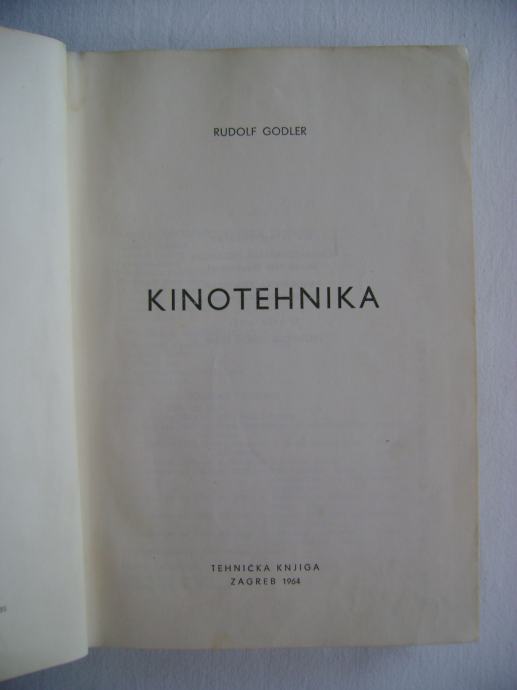 RUDOLF GODLER
KINOTEHNIKA
TEHNIČKA KNJIGA
ZAGREB 1964